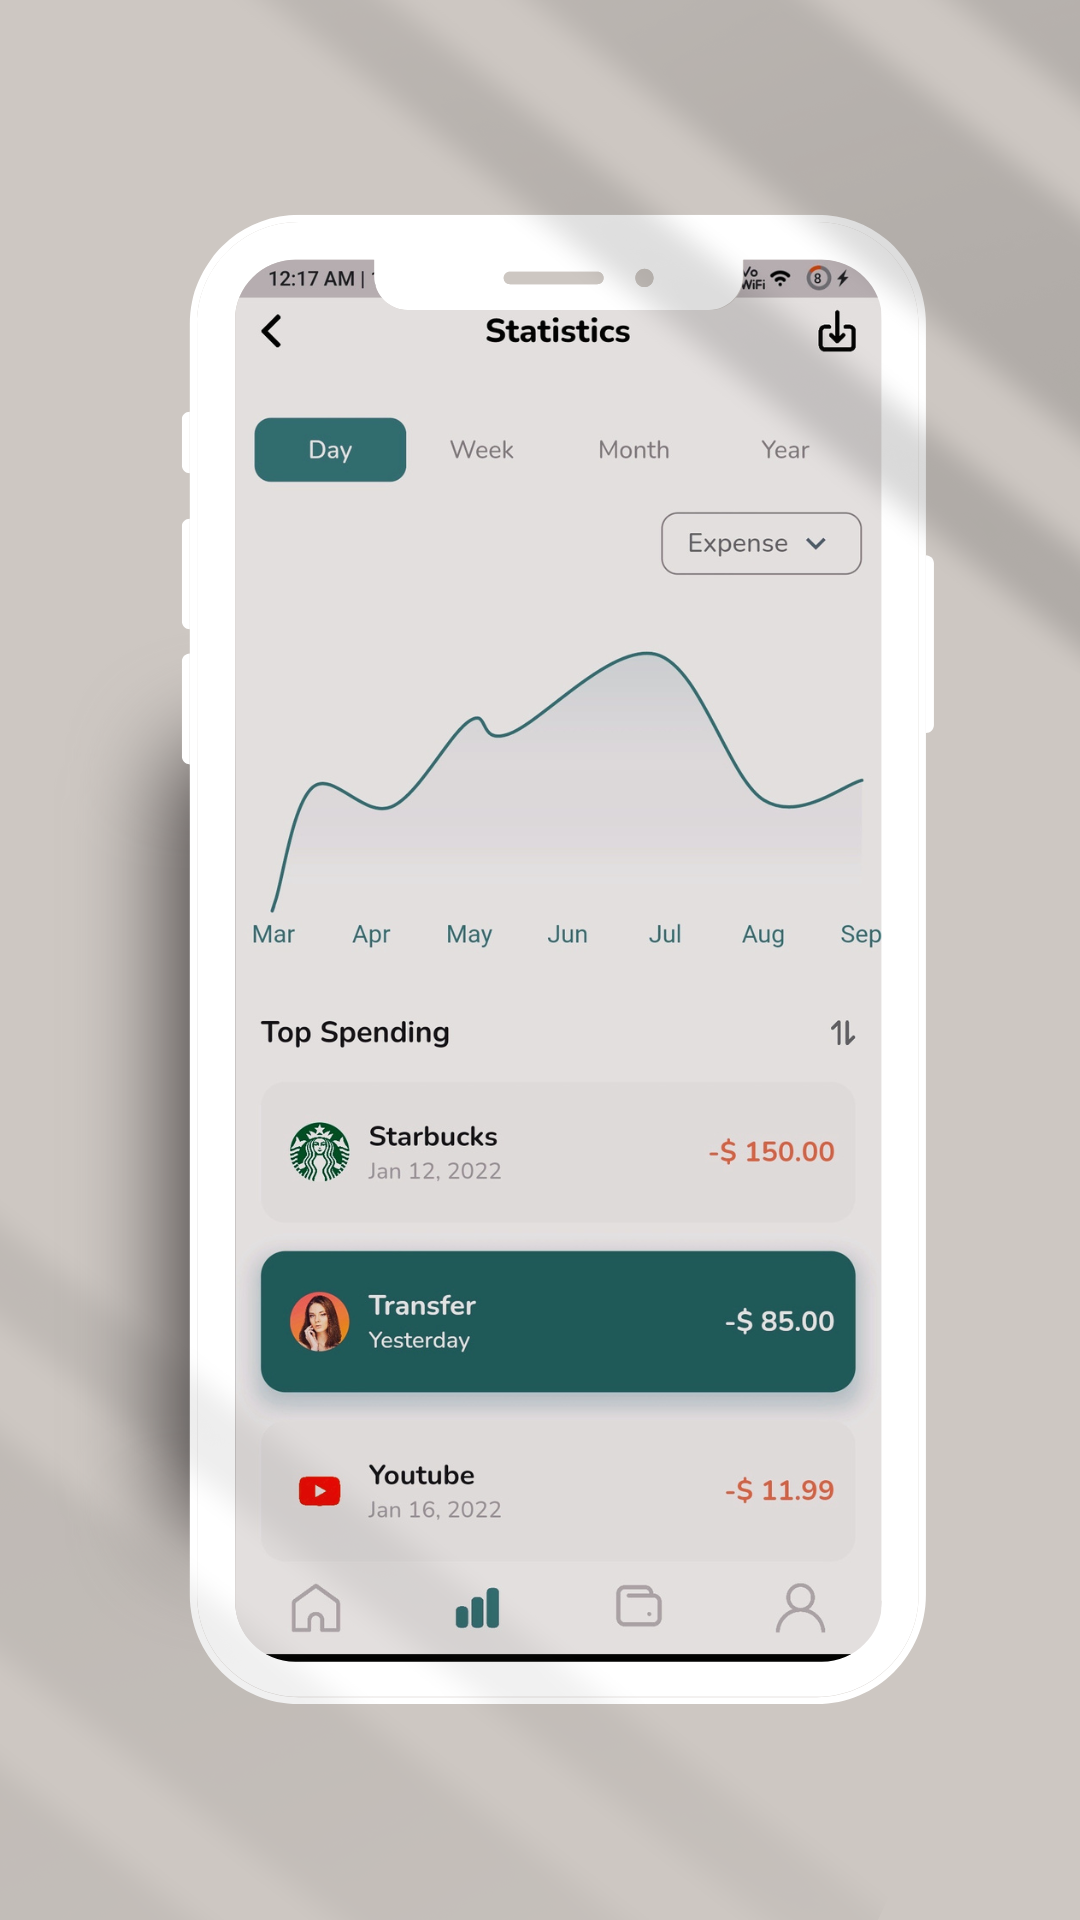 12:17 AM |
WiFi 8
Statistics
Day Week Month Year
Expense
Mar Apr May Jun Jul Aug Sep
Top Spending
Starbucks
Jan 12, 2022
-$ 150.00
Transfer
Yesterday
-$ 85.00
Youtube
Jan 16, 2022
-$ 11.99